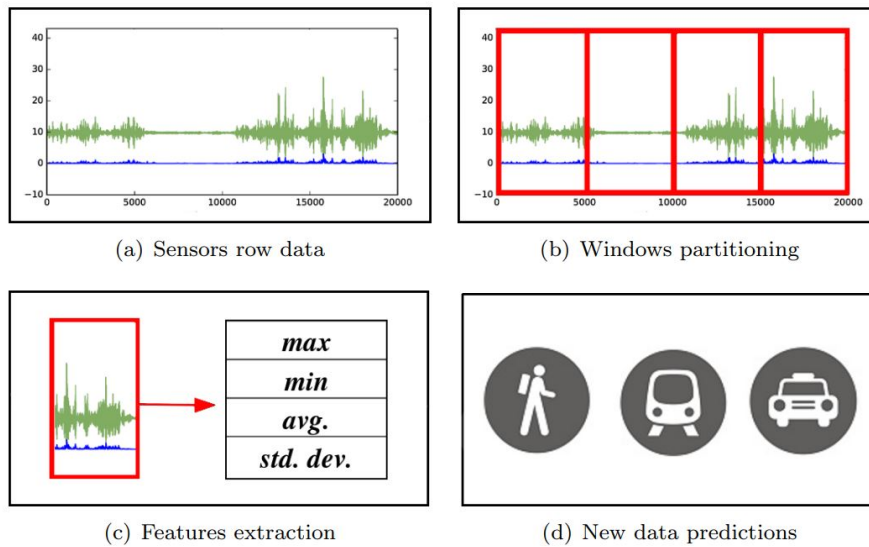 40
30
20
10
0
−10
0 5000 10000 15000 20000
(a) Sensors row data
40
30
20
10
0
−10
0 5000 10000 15000 20000
(b) Windows partitioning
max
min
avg.
std. dev.
(c) Features extraction
(d) New data predictions